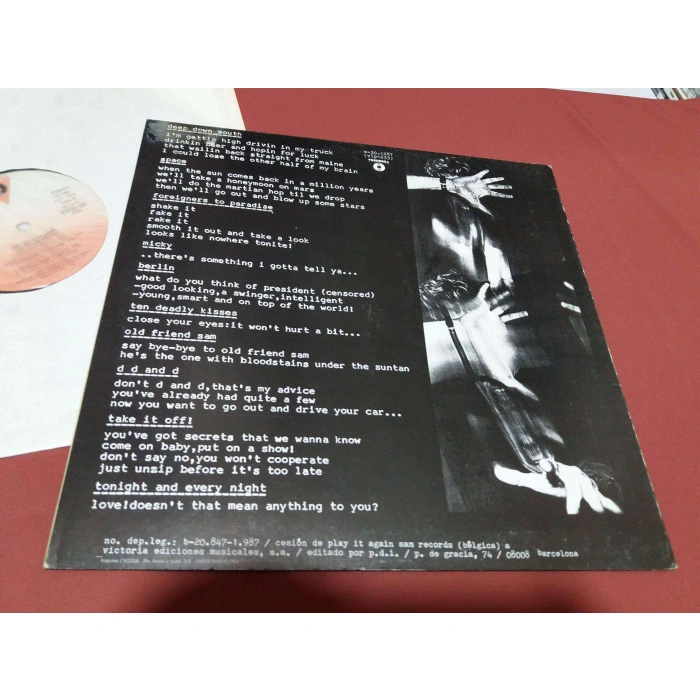 deep down south
i'm gettin high drivin in my truck
drinkin beer and hopin for luck
that wailin back straight from maine
i could lose the other half of my brain
space
when the sun comes back in a million years
we'll take a honeymoon on mars
we'll do the martian hop til we drop
then we'll go out and blow up some stars
foreigners to paradise
shake it
fake it
rake it
smooth it out and take a look
looks like nowhere tonite!
micky
..there's something i gotta tell ya...
berlin
what do you think of president (censored)
-good looking,a swinger,intelligent
-young,smart and on top of the world!
ten deadly kisses
close your eyes:it won't hurt a bit...
old friend sam
say bye-bye to old friend sam
he's the one with bloodstains under the suntan
d d and d
don't d and d,that's my advice
you've already had quite a few
now you want to go out and drive your car...
take it off!
you've got secrets that we wanna know
come on baby,put on a show!
don't say no,you won't cooperate
just unzip before it's too late
tonight and every night
love!doesn't that mean anything to you?
no. dep.leg.: b-20.847-1.987 / cesión de play it again sam records (bélgica) a
victoria ediciones musicales, s.a. / editado por p.d.i. / p. de gracia, 74 / 08008 barcelona